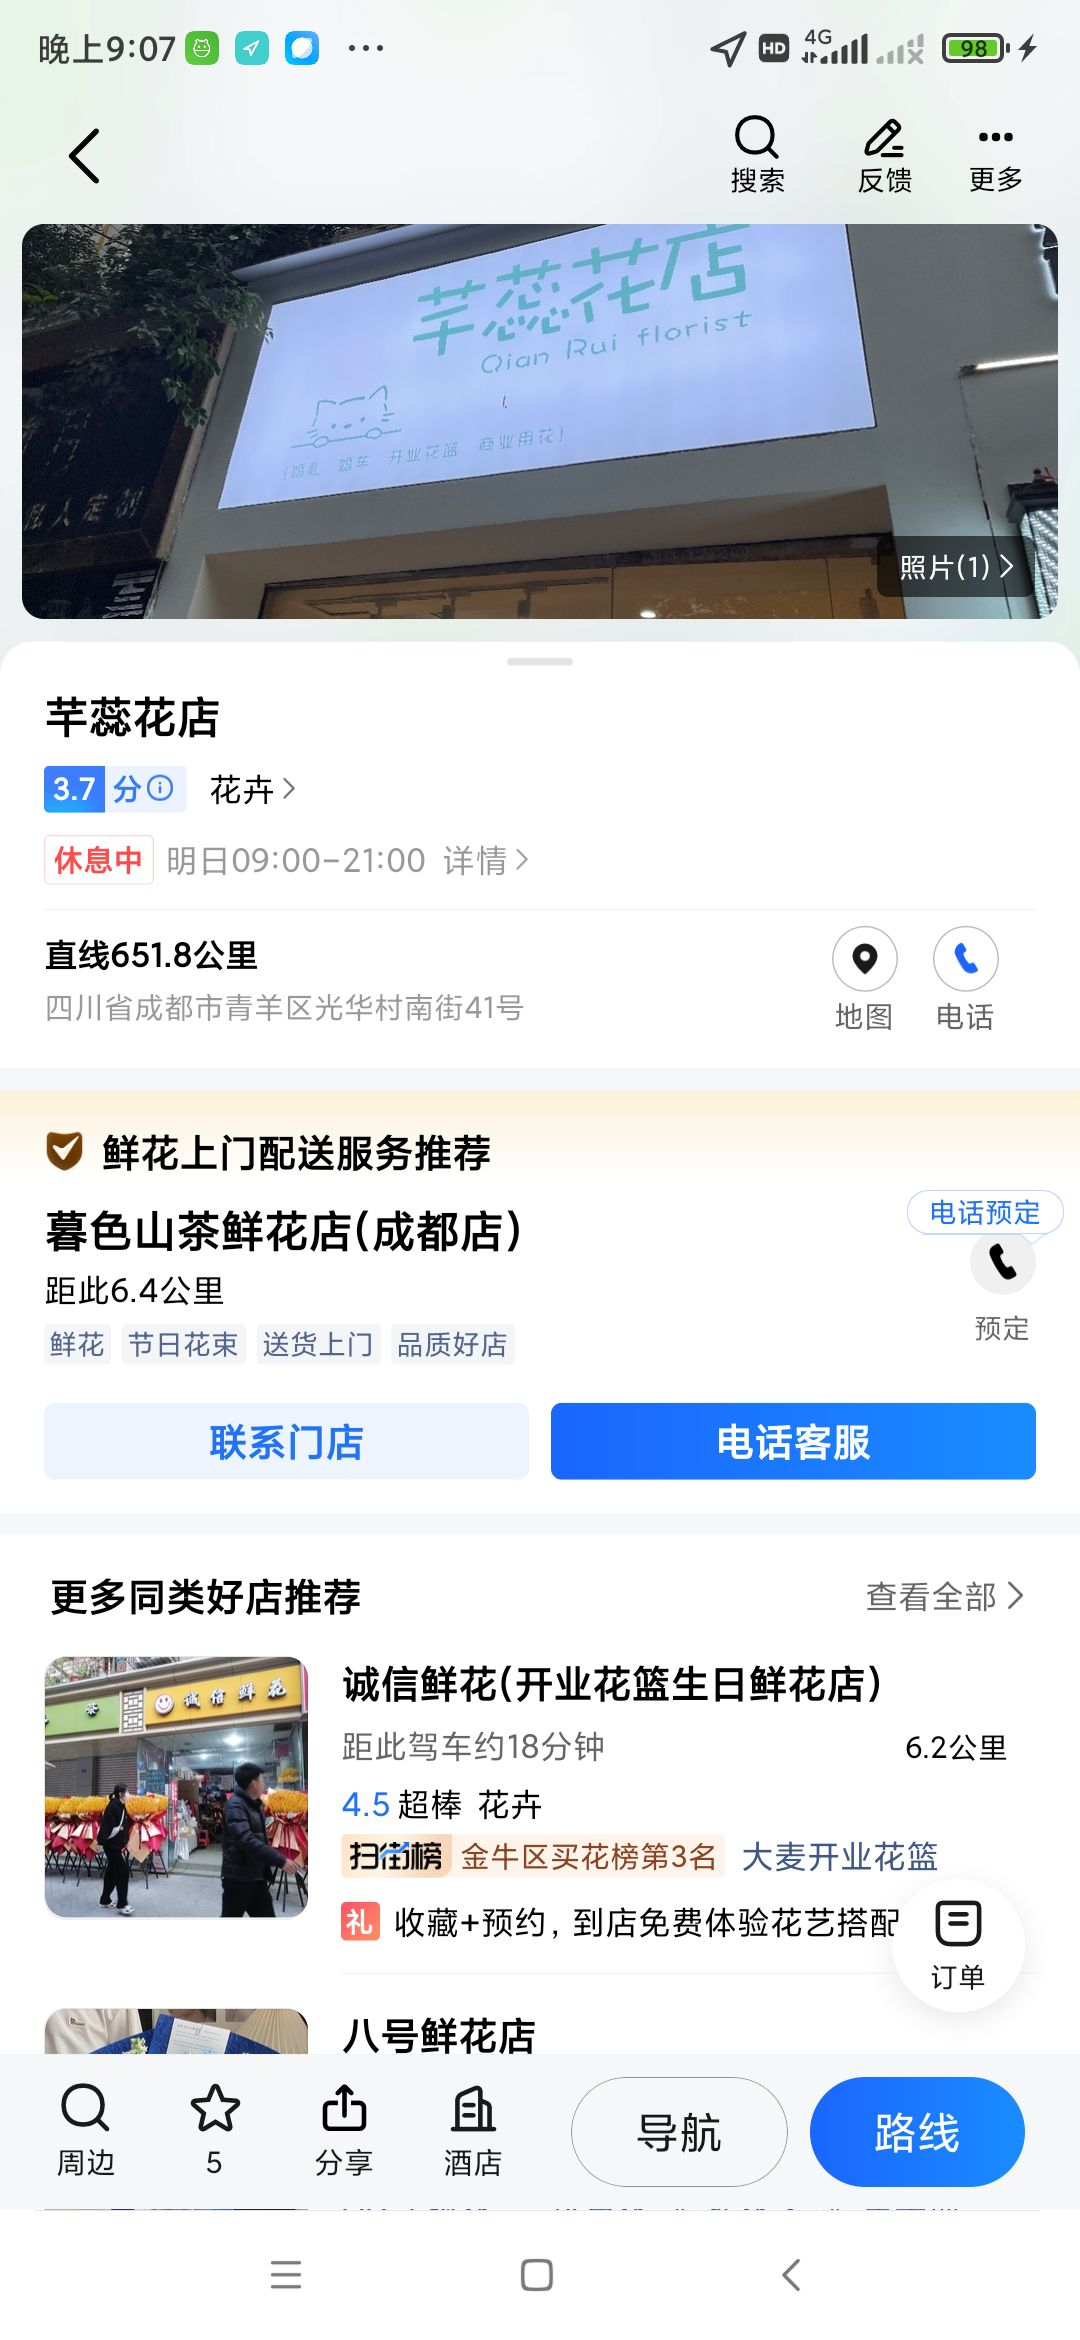 晚上9:07
HD
4G
98
搜索
反馈
更多
芊蕊花店
Qian Rui florist
婚礼 婚车 开业花篮 商业用花
私人定制
照片(1)
芊蕊花店
3.7分
花卉
休息中 明日09:00-21:00 详情
直线651.8公里
四川省成都市青羊区光华村南街41号
地图
电话
鲜花上门配送服务推荐
暮色山茶鲜花店(成都店)
电话预定
距此6.4公里
预定
鲜花 节日花束 送货上门 品质好店
联系门店
电话客服
更多同类好店推荐
查看全部
茶
诚信鲜花
诚信鲜花(开业花篮生日鲜花店)
距此驾车约18分钟
6.2公里
4.5超棒 花卉
扫街榜 金牛区买花榜第3名 大麦开业花篮
礼 收藏+预约，到店免费体验花艺搭配
订单
八号鲜花店
周边
5
分享
酒店
导航
路线